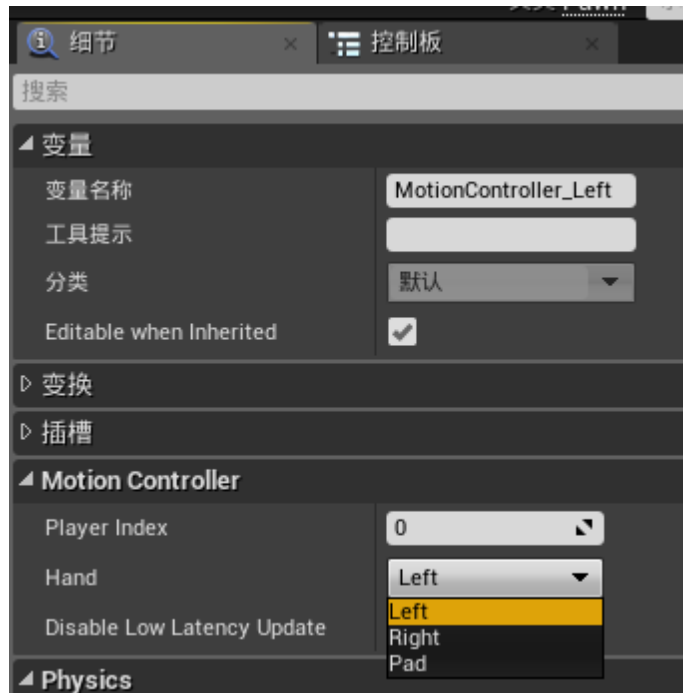 Pawn
细节
控制板
搜索
变量
变量名称 MotionController_Left
工具提示
分类 默认
Editable when Inherited
变换
插槽
Motion Controller
Player Index 0
Hand Left
Left
Disable Low Latency Update
Right
Pad
Physics